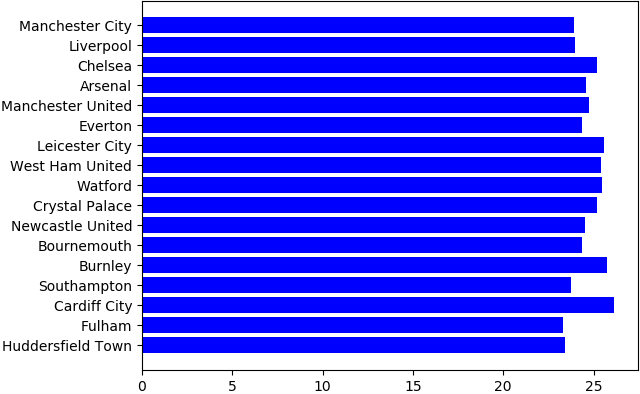 Manchester City
Liverpool
Chelsea
Arsenal
Manchester United
Everton
Leicester City
West Ham United
Watford
Crystal Palace
Newcastle United
Bournemouth
Burnley
Southampton
Cardiff City
Fulham
Huddersfield Town
0 5 10 15 20 25